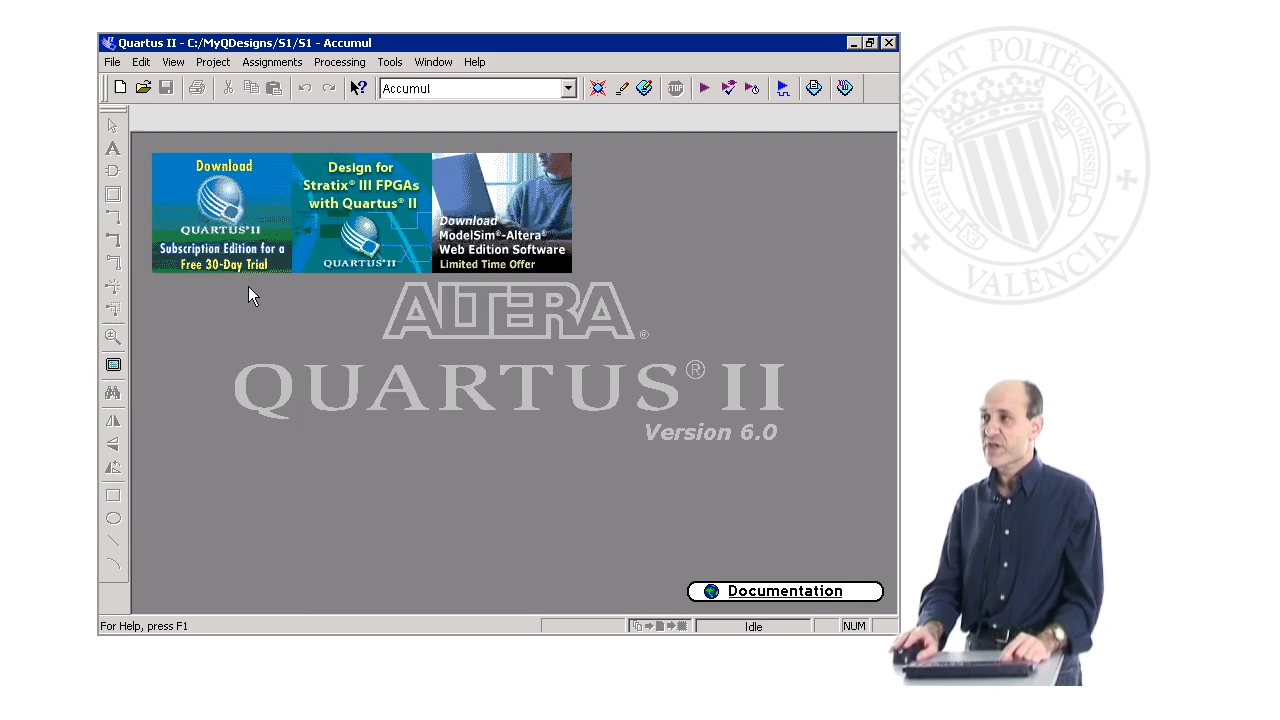 Quartus II - C:/MyQDesigns/S1/S1 - Accumul
File Edit View Project Assignments Processing Tools Window Help
Accumul
STOP
Download
QUARTUS® II
Subscription Edition for a
Free 30-Day Trial
Design for
Stratix® III FPGAs
with Quartus® II
QUARTUS® II
Download
ModelSim®-Altera®
Web Edition Software
Limited Time Offer
ALTERA®
QUARTUS® II
Version 6.0
Documentation
For Help, press F1
Idle
NUM
UNIVERSITAT POLITÈCNICA
DE VALÈNCIA